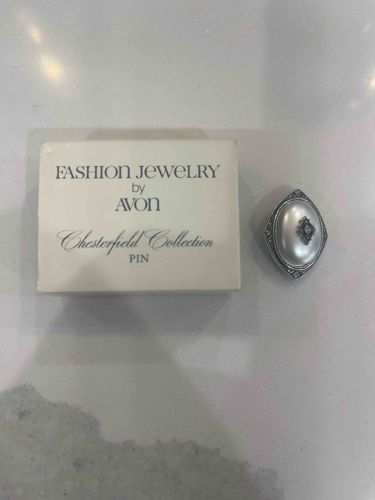 FASHION JEWELRY
by
AVON
Chesterfield Collection
PIN